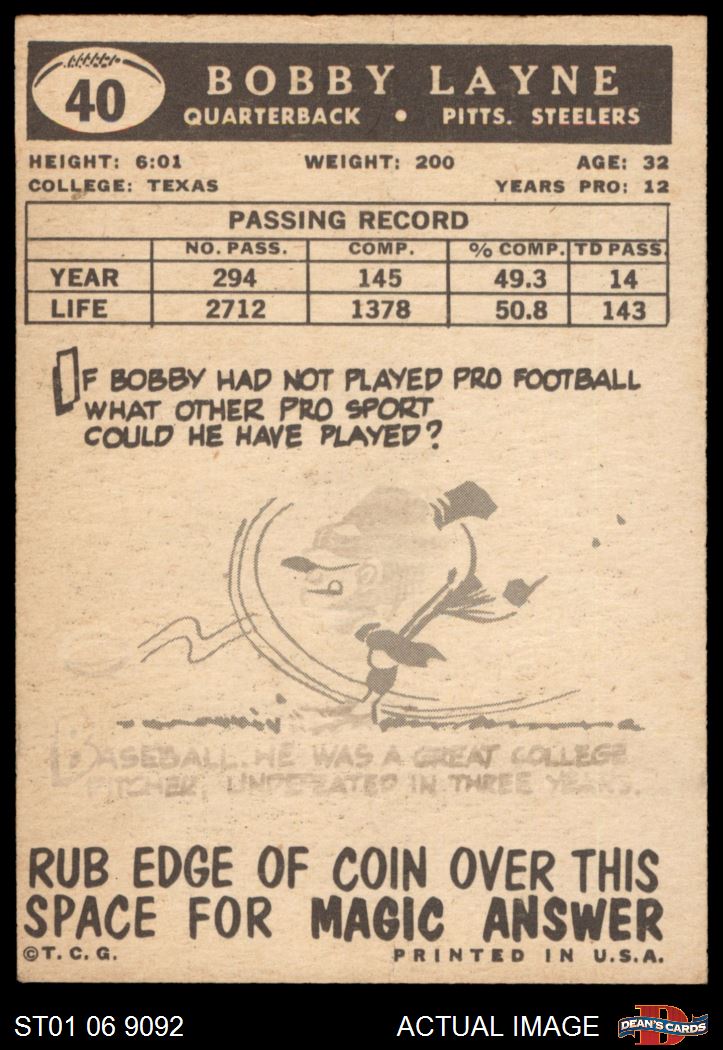 40
BOBBY LAYNE
QUARTERBACK • PITTS. STEELERS
HEIGHT: 6:01 WEIGHT: 200 AGE: 32
COLLEGE: TEXAS YEARS PRO: 12
PASSING RECORD
NO. PASS. COMP. % COMP. TD PASS.
YEAR 294 145 49.3 14
LIFE 2712 1378 50.8 143
IF BOBBY HAD NOT PLAYED PRO FOOTBALL
WHAT OTHER PRO SPORT
COULD HE HAVE PLAYED?
BASEBALL. HE WAS A GREAT COLLEGE
PITCHER, UNDEFEATED IN THREE YEARS.
RUB EDGE OF COIN OVER THIS
SPACE FOR MAGIC ANSWER
©T.C.G. PRINTED IN U.S.A.
ST01 06 9092 ACTUAL IMAGE D DEAN'S CARDS